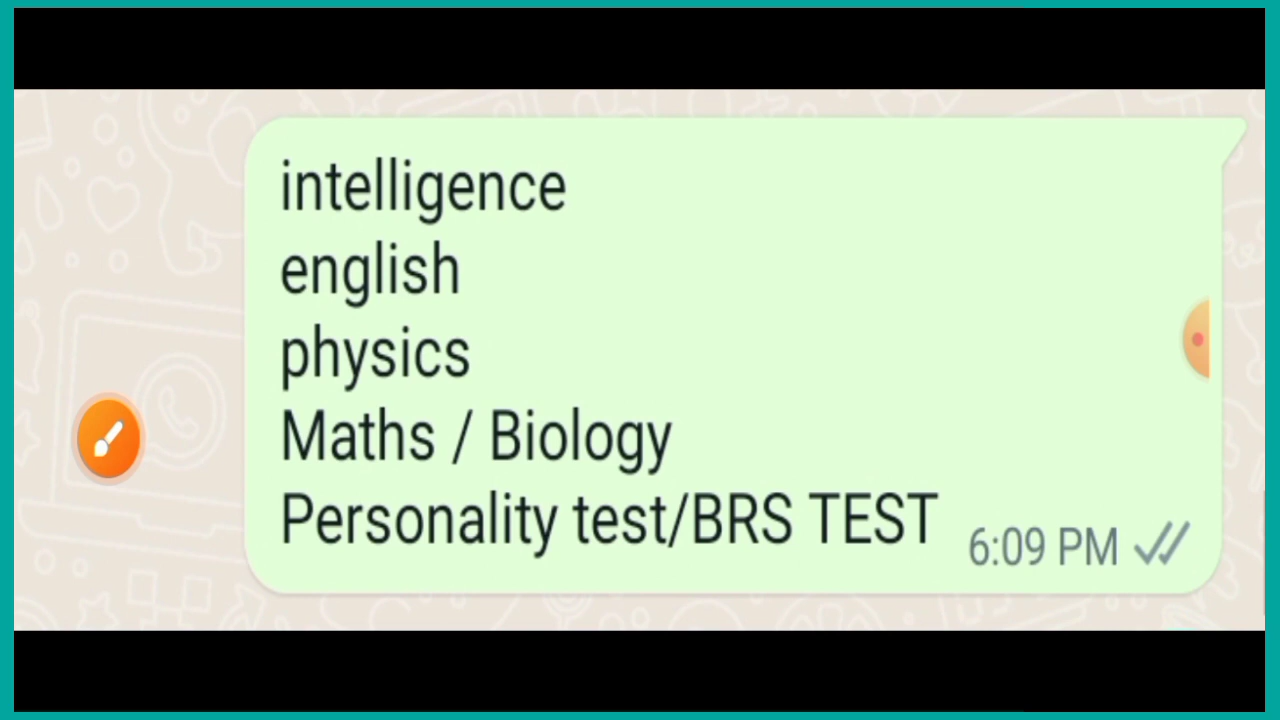 intelligence
english
physics
Maths / Biology
Personality test/BRS TEST
6:09 PM